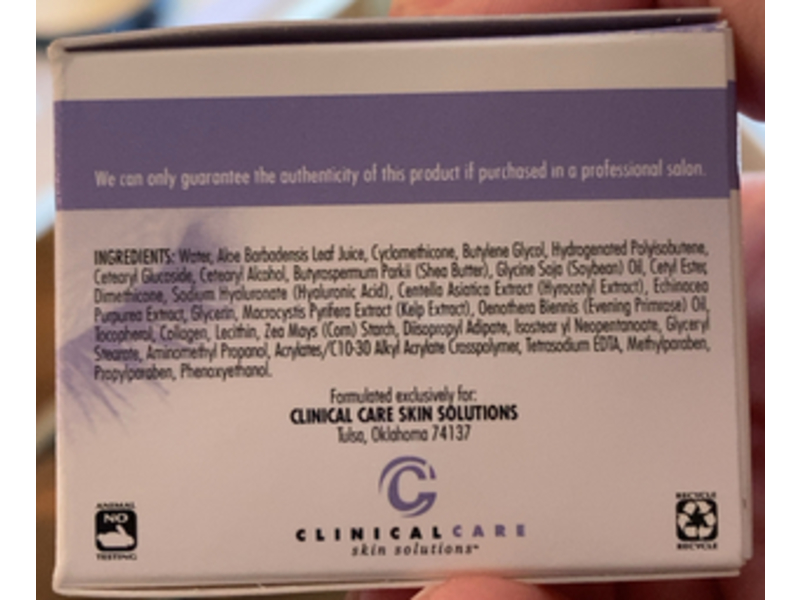 We can only guarantee the authenticity of this product if purchased in a professional salon.
INGREDIENTS: Water, Aloe Barbadensis Leaf Juice, Cyclomethicone, Butylene Glycol, Hydrogenated Polyisobutene,
Cetearyl Glucoside, Cetearyl Alcohol, Butyrospermum Parkii (Shea Butter), Glycine Soja (Soybean) Oil, Cetyl Ester,
Dimethicone, Sodium Hyaluronate (Hyaluronic Acid), Centella Asiatica Extract (Hyrocotyl Extract), Echinacea
Purpurea Extract, Glycerin, Macrocystis Pyrifera Extract (Kelp Extract), Oenothera Biennis (Evening Primrose) Oil,
Tocopherol, Collagen, Lecithin, Zea Mays (Corn) Starch, Diisopropyl Adipate, Isostear yl Neopentanoate, Glyceryl
Stearate, Aminomethyl Propanol, Acrylates/C10-30 Alkyl Acrylate Crosspolymer, Tetrasodium EDTA, Methylparaben,
Propylparaben, Phenoxyethanol.
Formulated exclusively for:
CLINICAL CARE SKIN SOLUTIONS
Tulsa, Oklahoma 74137
ANIMAL
NO
TESTING
CLINICAL CARE
skin solutions™
RECYCLE
RECYCLE